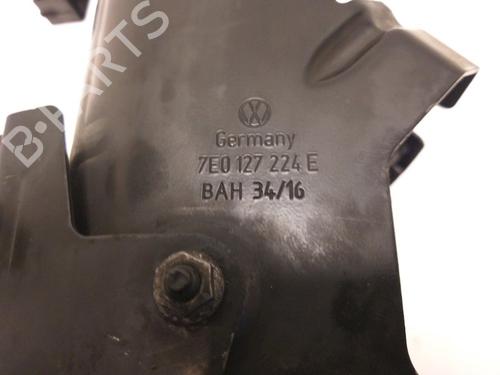 B-PARTS
Germany
7E0 127 224 E
BAH 34/16